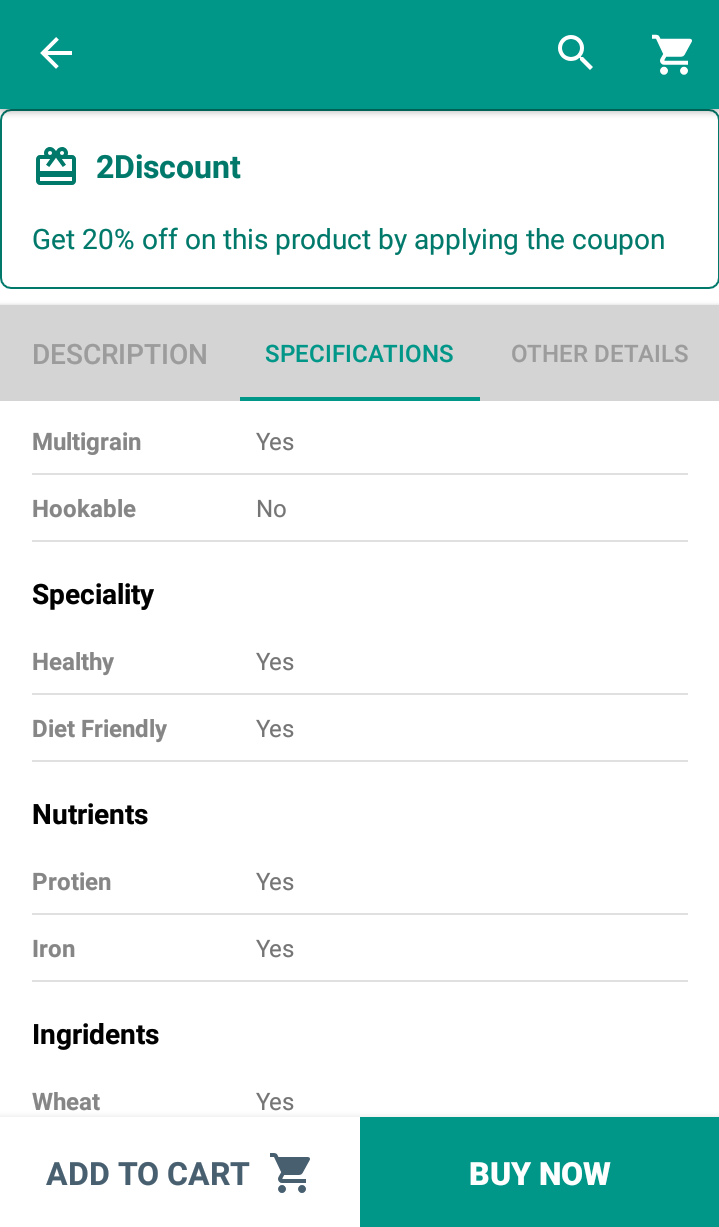 2Discount
Get 20% off on this product by applying the coupon
DESCRIPTION SPECIFICATIONS OTHER DETAILS
Multigrain Yes
Hookable No
Speciality
Healthy Yes
Diet Friendly Yes
Nutrients
Protien Yes
Iron Yes
Ingridents
Wheat Yes
ADD TO CART BUY NOW